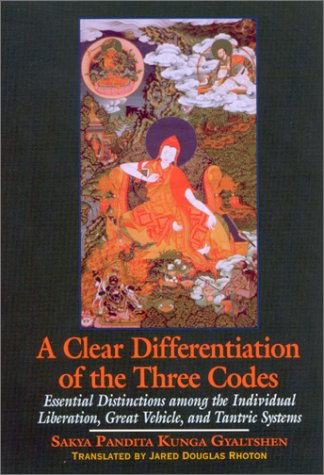 A Clear Differentiation
of the Three Codes
Essential Distinctions among the Individual
Liberation, Great Vehicle, and Tantric Systems
SAKYA PANDITA KUNGA GYALTSHEN
TRANSLATED BY JARED DOUGLAS RHOTON